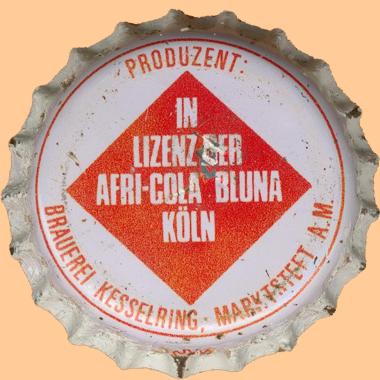 PRODUZENT:
IN
LIZENZ DER
AFRI-COLA BLUNA
KÖLN
BRAUEREI KESSELRING, MARKTSTEFT A.M.